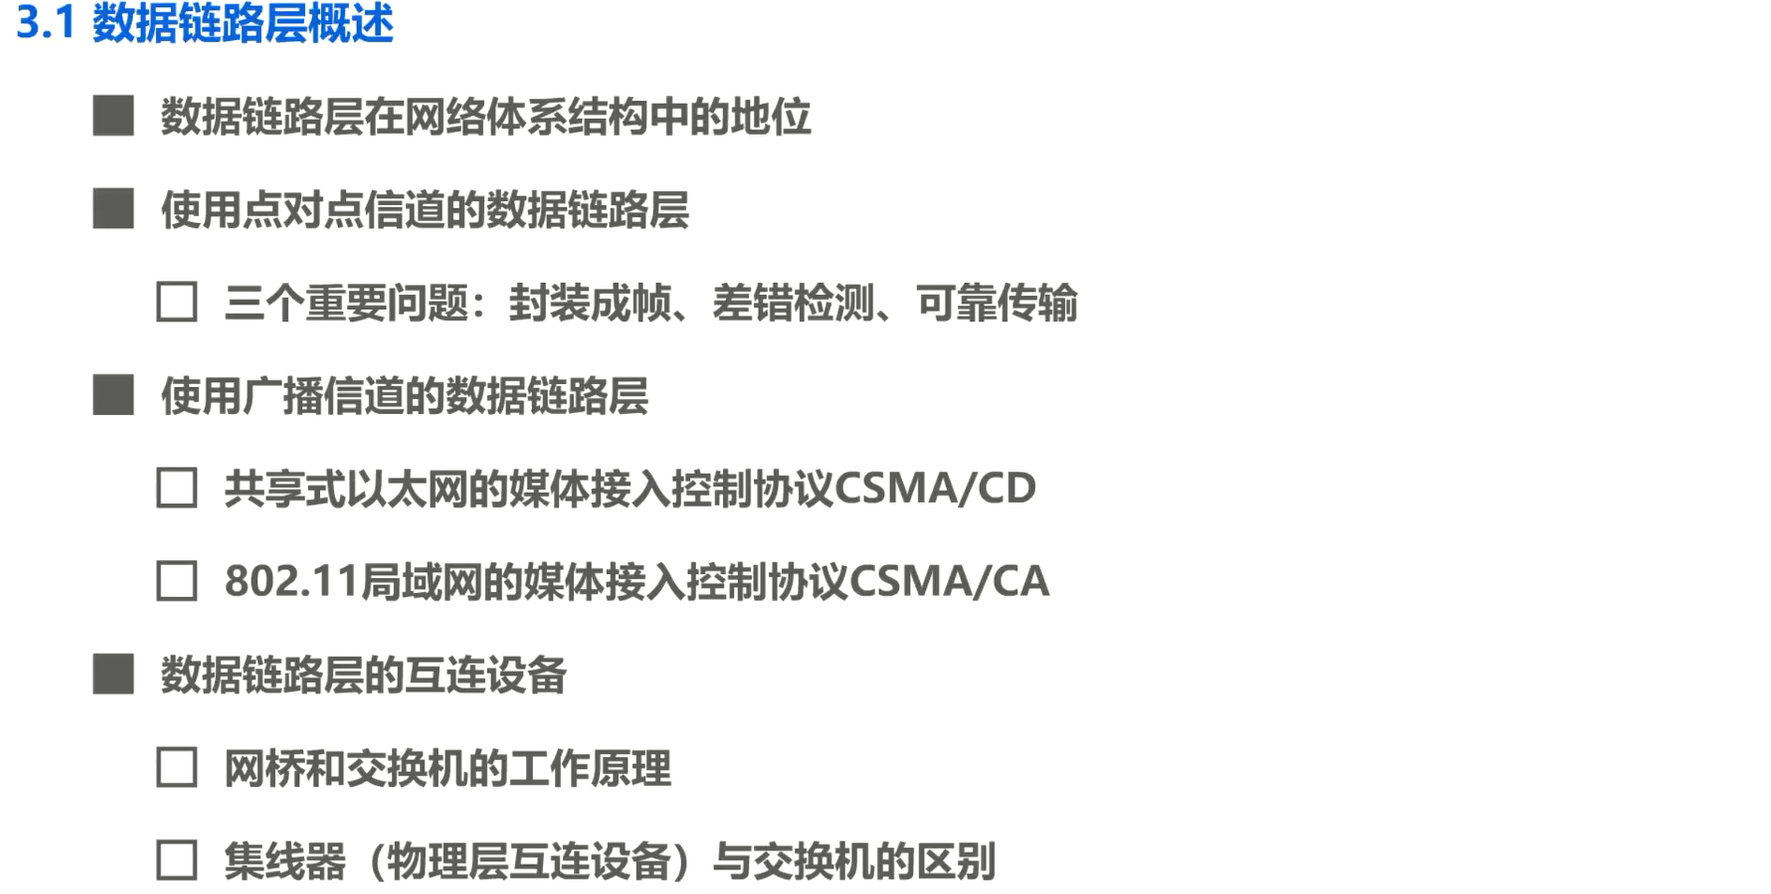 3.1 数据链路层概述
数据链路层在网络体系结构中的地位
使用点对点信道的数据链路层
三个重要问题：封装成帧、差错检测、可靠传输
使用广播信道的数据链路层
共享式以太网的媒体接入控制协议CSMA/CD
802.11局域网的媒体接入控制协议CSMA/CA
数据链路层的互连设备
网桥和交换机的工作原理
集线器（物理层互连设备）与交换机的区别